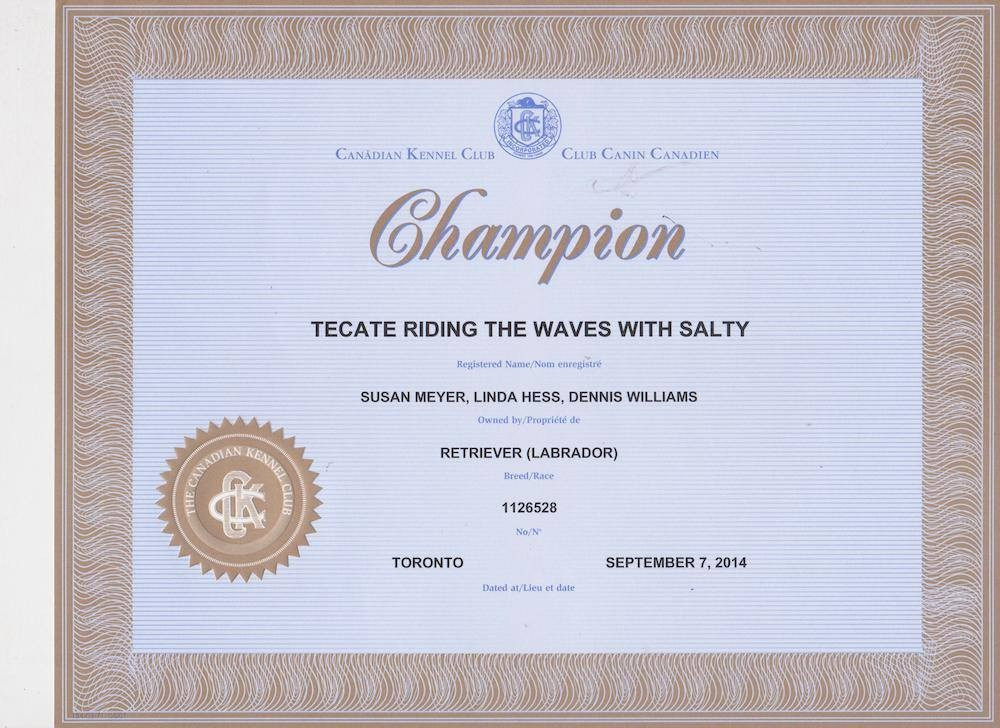 CANADIAN KENNEL CLUB CLUB CANIN CANADIEN
INCORPORATED
Champion
TECATE RIDING THE WAVES WITH SALTY
Registered Name/Nom enregistré
SUSAN MEYER, LINDA HESS, DENNIS WILLIAMS
Owned by/Propriété de
RETRIEVER (LABRADOR)
Breed/Race
1126528
No/N°
TORONTO SEPTEMBER 7, 2014
Dated at/Lieu et date
THE CANADIAN KENNEL CLUB
CKC